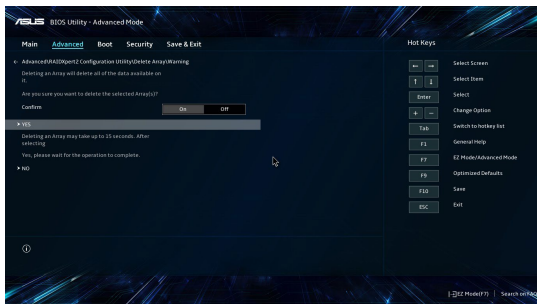 ASUS BIOS Utility - Advanced Mode
Main Advanced Boot Security Save & Exit
Hot Keys
← Advanced\RAIDXpert2 Configuration Utility\Delete Array\Warning
Deleting an Array will delete all of the data available on
it.
Are you sure you want to delete the selected Array(s)?
Confirm On Off
YES
Deleting an Array may take up to 15 seconds. After
selecting
Yes, please wait for the operation to complete.
NO
← → Select Screen
↑ ↓ Select Item
Enter Select
+ − Change Option
Tab Switch to hotkey list
F1 General Help
F7 EZ Mode/Advanced Mode
F9 Optimized Defaults
F10 Save
ESC Exit
EZ Mode(F7) | Search on FAQ